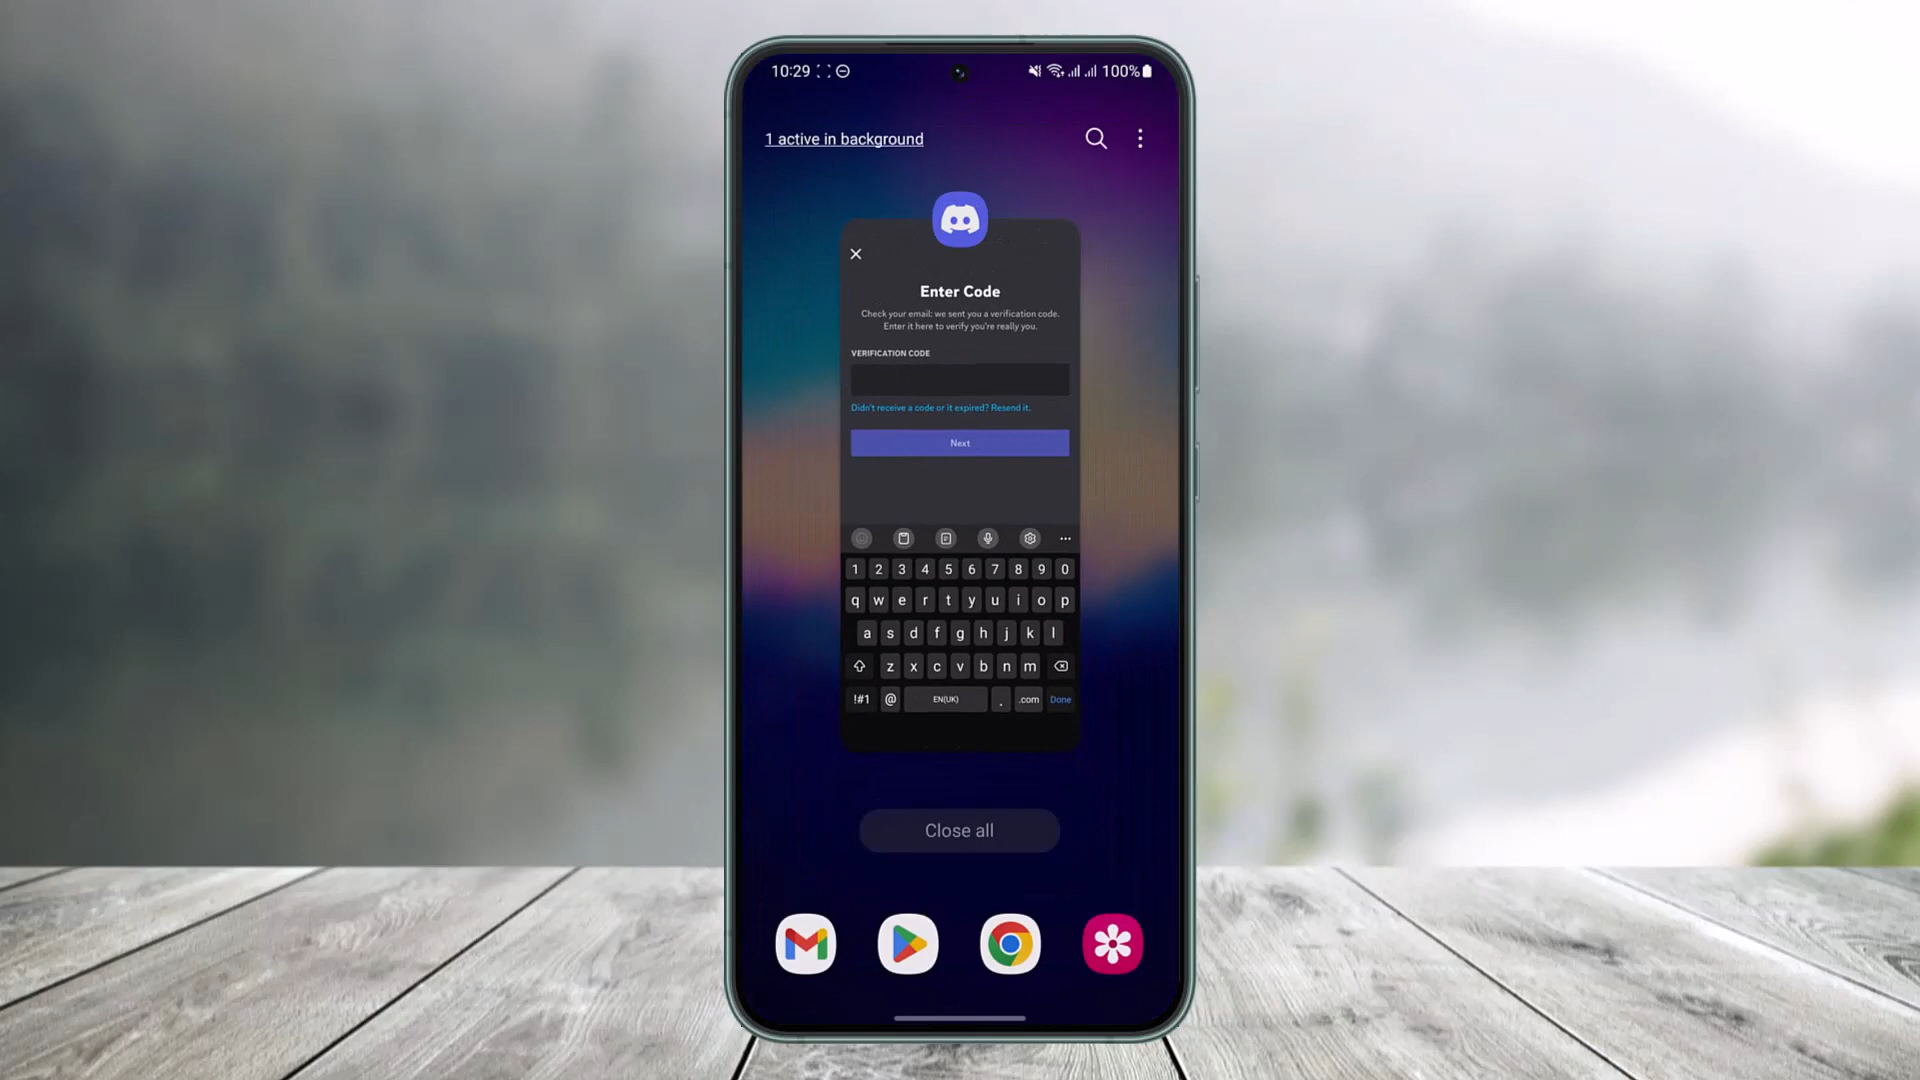 10:29 100%
1 active in background
Enter Code
Check your email: we sent you a verification code.
Enter it here to verify you're really you.
VERIFICATION CODE
Didn't receive a code or it expired? Resend it.
Next
1 2 3 4 5 6 7 8 9 0
q w e r t y u i o p
a s d f g h j k l
z x c v b n m
!#1 @ EN(UK) . .com Done
Close all